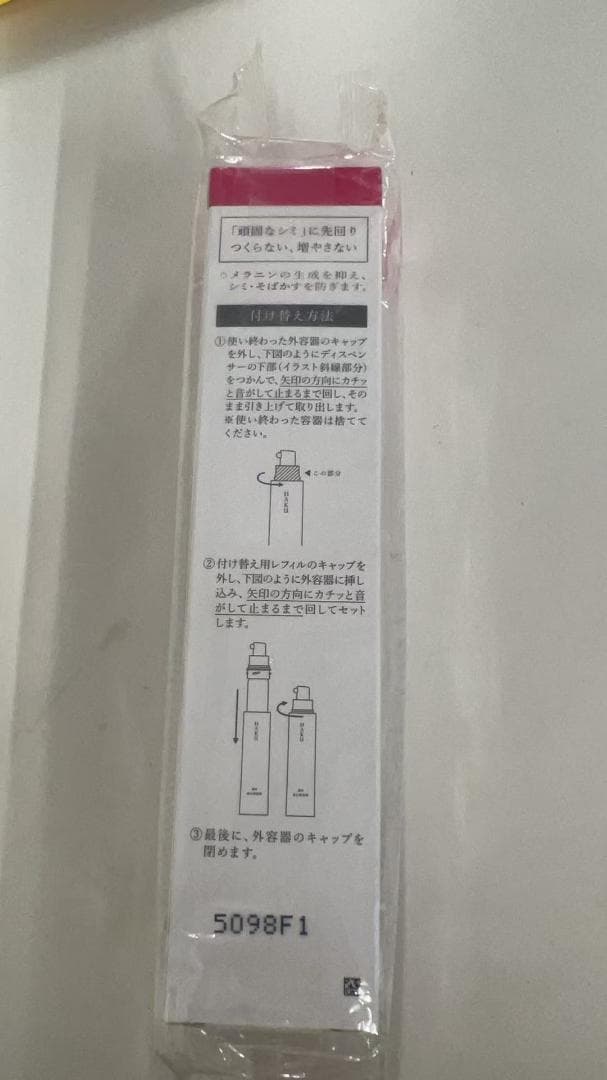 「頑固なシミ」に先回り
つくらない、増やさない
○メラニンの生成を抑え、
シミ・そばかすを防ぎます。
付け替え方法
①使い終わった外容器のキャップ
を外し、下図のようにディスペン
サーの下部(イラスト斜線部分)
をつかんで、矢印の方向にカチッ
と音がして止まるまで回し、その
まま引き上げて取り出します。
※使い終わった容器は捨てて
ください。
◀この部分
HAKU
②付け替え用レフィルのキャップを
外し、下図のように外容器に挿し
込み、矢印の方向にカチッと音
がして止まるまで回してセット
します。
HAKU
HAKU
③最後に、外容器のキャップを
閉めます。
5098F1